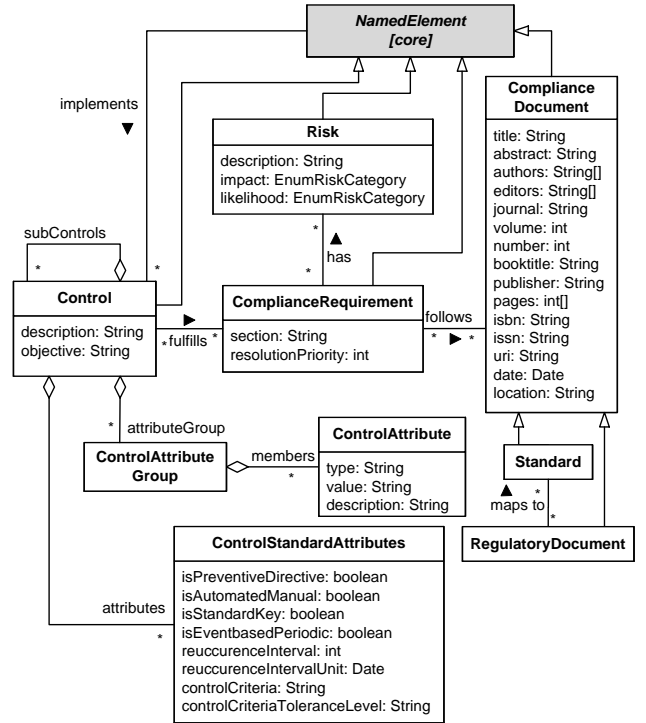 NamedElement
[core]
implements
Compliance
Document
title: String
abstract: String
authors: String[]
editors: String[]
journal: String
volume: int
number: int
booktitle: String
publisher: String
pages: int[]
isbn: String
issn: String
uri: String
date: Date
location: String
Risk
description: String
impact: EnumRiskCategory
likelihood: EnumRiskCategory
subControls
*
*
*
has
*
Control
description: String
objective: String
* fulfills *
ComplianceRequirement
section: String
resolutionPriority: int
follows
* *
* attributeGroup
ControlAttribute
Group
members
*
ControlAttribute
type: String
value: String
description: String
Standard
maps to
*
*
RegulatoryDocument
attributes
*
ControlStandardAttributes
isPreventiveDirective: boolean
isAutomatedManual: boolean
isStandardKey: boolean
isEventbasedPeriodic: boolean
reuccurenceInterval: int
reuccurenceIntervalUnit: Date
controlCriteria: String
controlCriteriaToleranceLevel: String